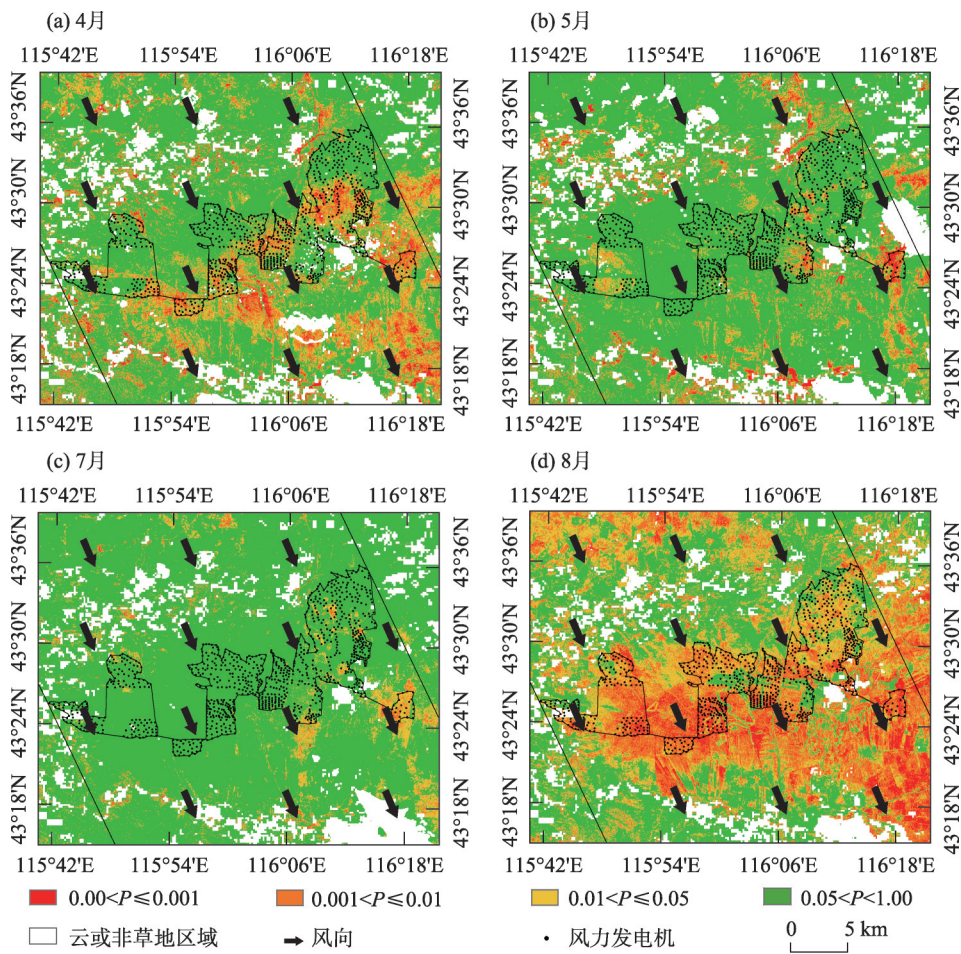 (a) 4月
115°42′E 115°54′E 116°06′E 116°18′E
43°36′N
43°30′N
43°24′N
43°18′N
43°36′N
43°30′N
43°24′N
43°18′N
115°42′E 115°54′E 116°06′E 116°18′E
(b) 5月
115°42′E 115°54′E 116°06′E 116°18′E
43°36′N
43°30′N
43°24′N
43°18′N
43°36′N
43°30′N
43°24′N
43°18′N
115°42′E 115°54′E 116°06′E 116°18′E
(c) 7月
115°42′E 115°54′E 116°06′E 116°18′E
43°36′N
43°30′N
43°24′N
43°18′N
43°36′N
43°30′N
43°24′N
43°18′N
115°42′E 115°54′E 116°06′E 116°18′E
(d) 8月
115°42′E 115°54′E 116°06′E 116°18′E
43°36′N
43°30′N
43°24′N
43°18′N
43°36′N
43°30′N
43°24′N
43°18′N
115°42′E 115°54′E 116°06′E 116°18′E
0.00<P≤0.001 0.001<P≤0.01 0.01<P≤0.05 0.05<P<1.00
云或非草地区域 风向 风力发电机 0 5 km